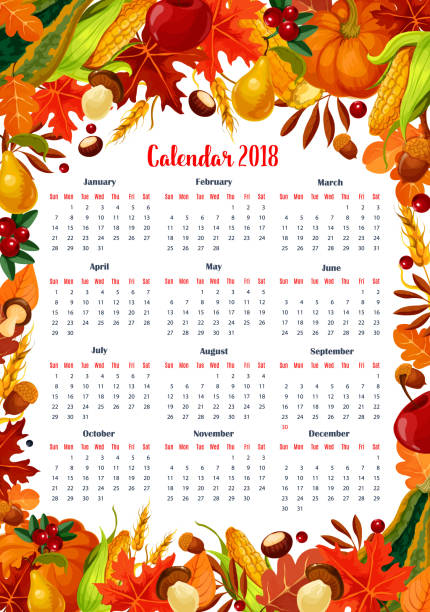 Calendar 2018
January
Sun Mon Tue Wed Thu Fri Sat
1 2 3 4 5 6
7 8 9 10 11 12 13
14 15 16 17 18 19 20
21 22 23 24 25 26 27
28 29 30 31
February
Sun Mon Tue Wed Thu Fri Sat
1 2 3
4 5 6 7 8 9 10
11 12 13 14 15 16 17
18 19 20 21 22 23 24
25 26 27 28
March
Sun Mon Tue Wed Thu Fri Sat
1 2 3
4 5 6 7 8 9 10
11 12 13 14 15 16 17
18 19 20 21 22 23 24
25 26 27 28 29 30 31
April
Sun Mon Tue Wed Thu Fri Sat
1 2 3 4 5 6 7
8 9 10 11 12 13 14
15 16 17 18 19 20 21
22 23 24 25 26 27 28
29 30
May
Sun Mon Tue Wed Thu Fri Sat
1 2 3 4 5
6 7 8 9 10 11 12
13 14 15 16 17 18 19
20 21 22 23 24 25 26
27 28 29 30 31
June
Sun Mon Tue Wed Thu Fri Sat
1 2
3 4 5 6 7 8 9
10 11 12 13 14 15 16
17 18 19 20 21 22 23
24 25 26 27 28 29 30
July
Sun Mon Tue Wed Thu Fri Sat
1 2 3 4 5 6 7
8 9 10 11 12 13 14
15 16 17 18 19 20 21
22 23 24 25 26 27 28
29 30 31
August
Sun Mon Tue Wed Thu Fri Sat
1 2 3 4
5 6 7 8 9 10 11
12 13 14 15 16 17 18
19 20 21 22 23 24 25
26 27 28 29 30 31
September
Sun Mon Tue Wed Thu Fri Sat
1
2 3 4 5 6 7 8
9 10 11 12 13 14 15
16 17 18 19 20 21 22
23 24 25 26 27 28 29
30
October
Sun Mon Tue Wed Thu Fri Sat
1 2 3 4 5 6
7 8 9 10 11 12 13
14 15 16 17 18 19 20
21 22 23 24 25 26 27
28 29 30 31
November
Sun Mon Tue Wed Thu Fri Sat
1 2 3
4 5 6 7 8 9 10
11 12 13 14 15 16 17
18 19 20 21 22 23 24
25 26 27 28 29 30
December
Sun Mon Tue Wed Thu Fri Sat
1
2 3 4 5 6 7 8
9 10 11 12 13 14 15
16 17 18 19 20 21 22
23 24 25 26 27 28 29
30 31